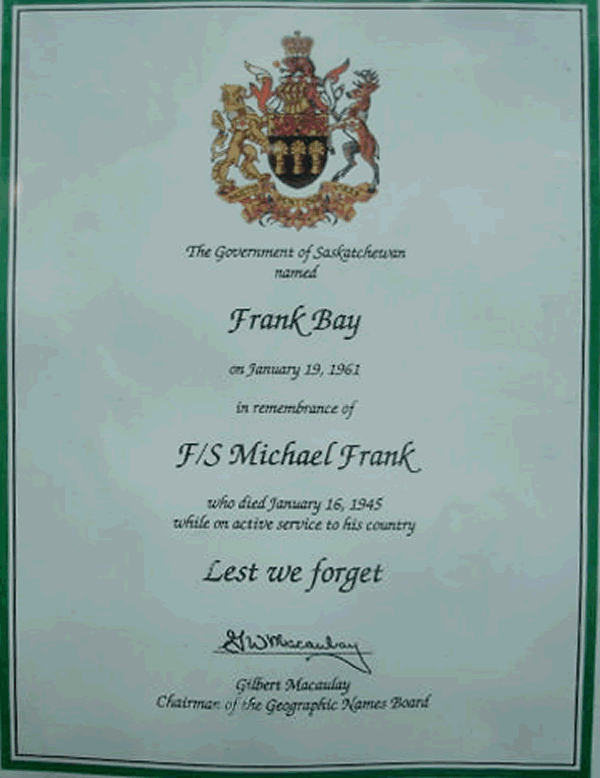 The Government of Saskatchewan
named
Frank Bay
on January 19, 1961
in remembrance of
F/S Michael Frank
who died January 16, 1945
while on active service to his country
Lest we forget
GWMacaulay
Gilbert Macaulay
Chairman of the Geographic Names Board